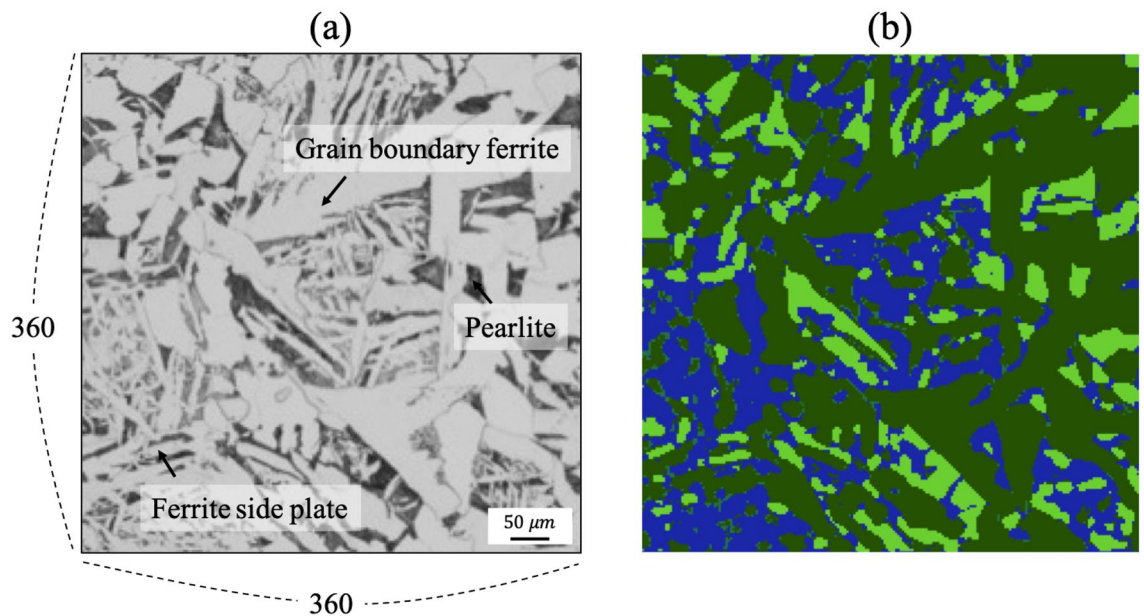 (a)
(b)
Grain boundary ferrite
Pearlite
360
Ferrite side plate
50 μm
360